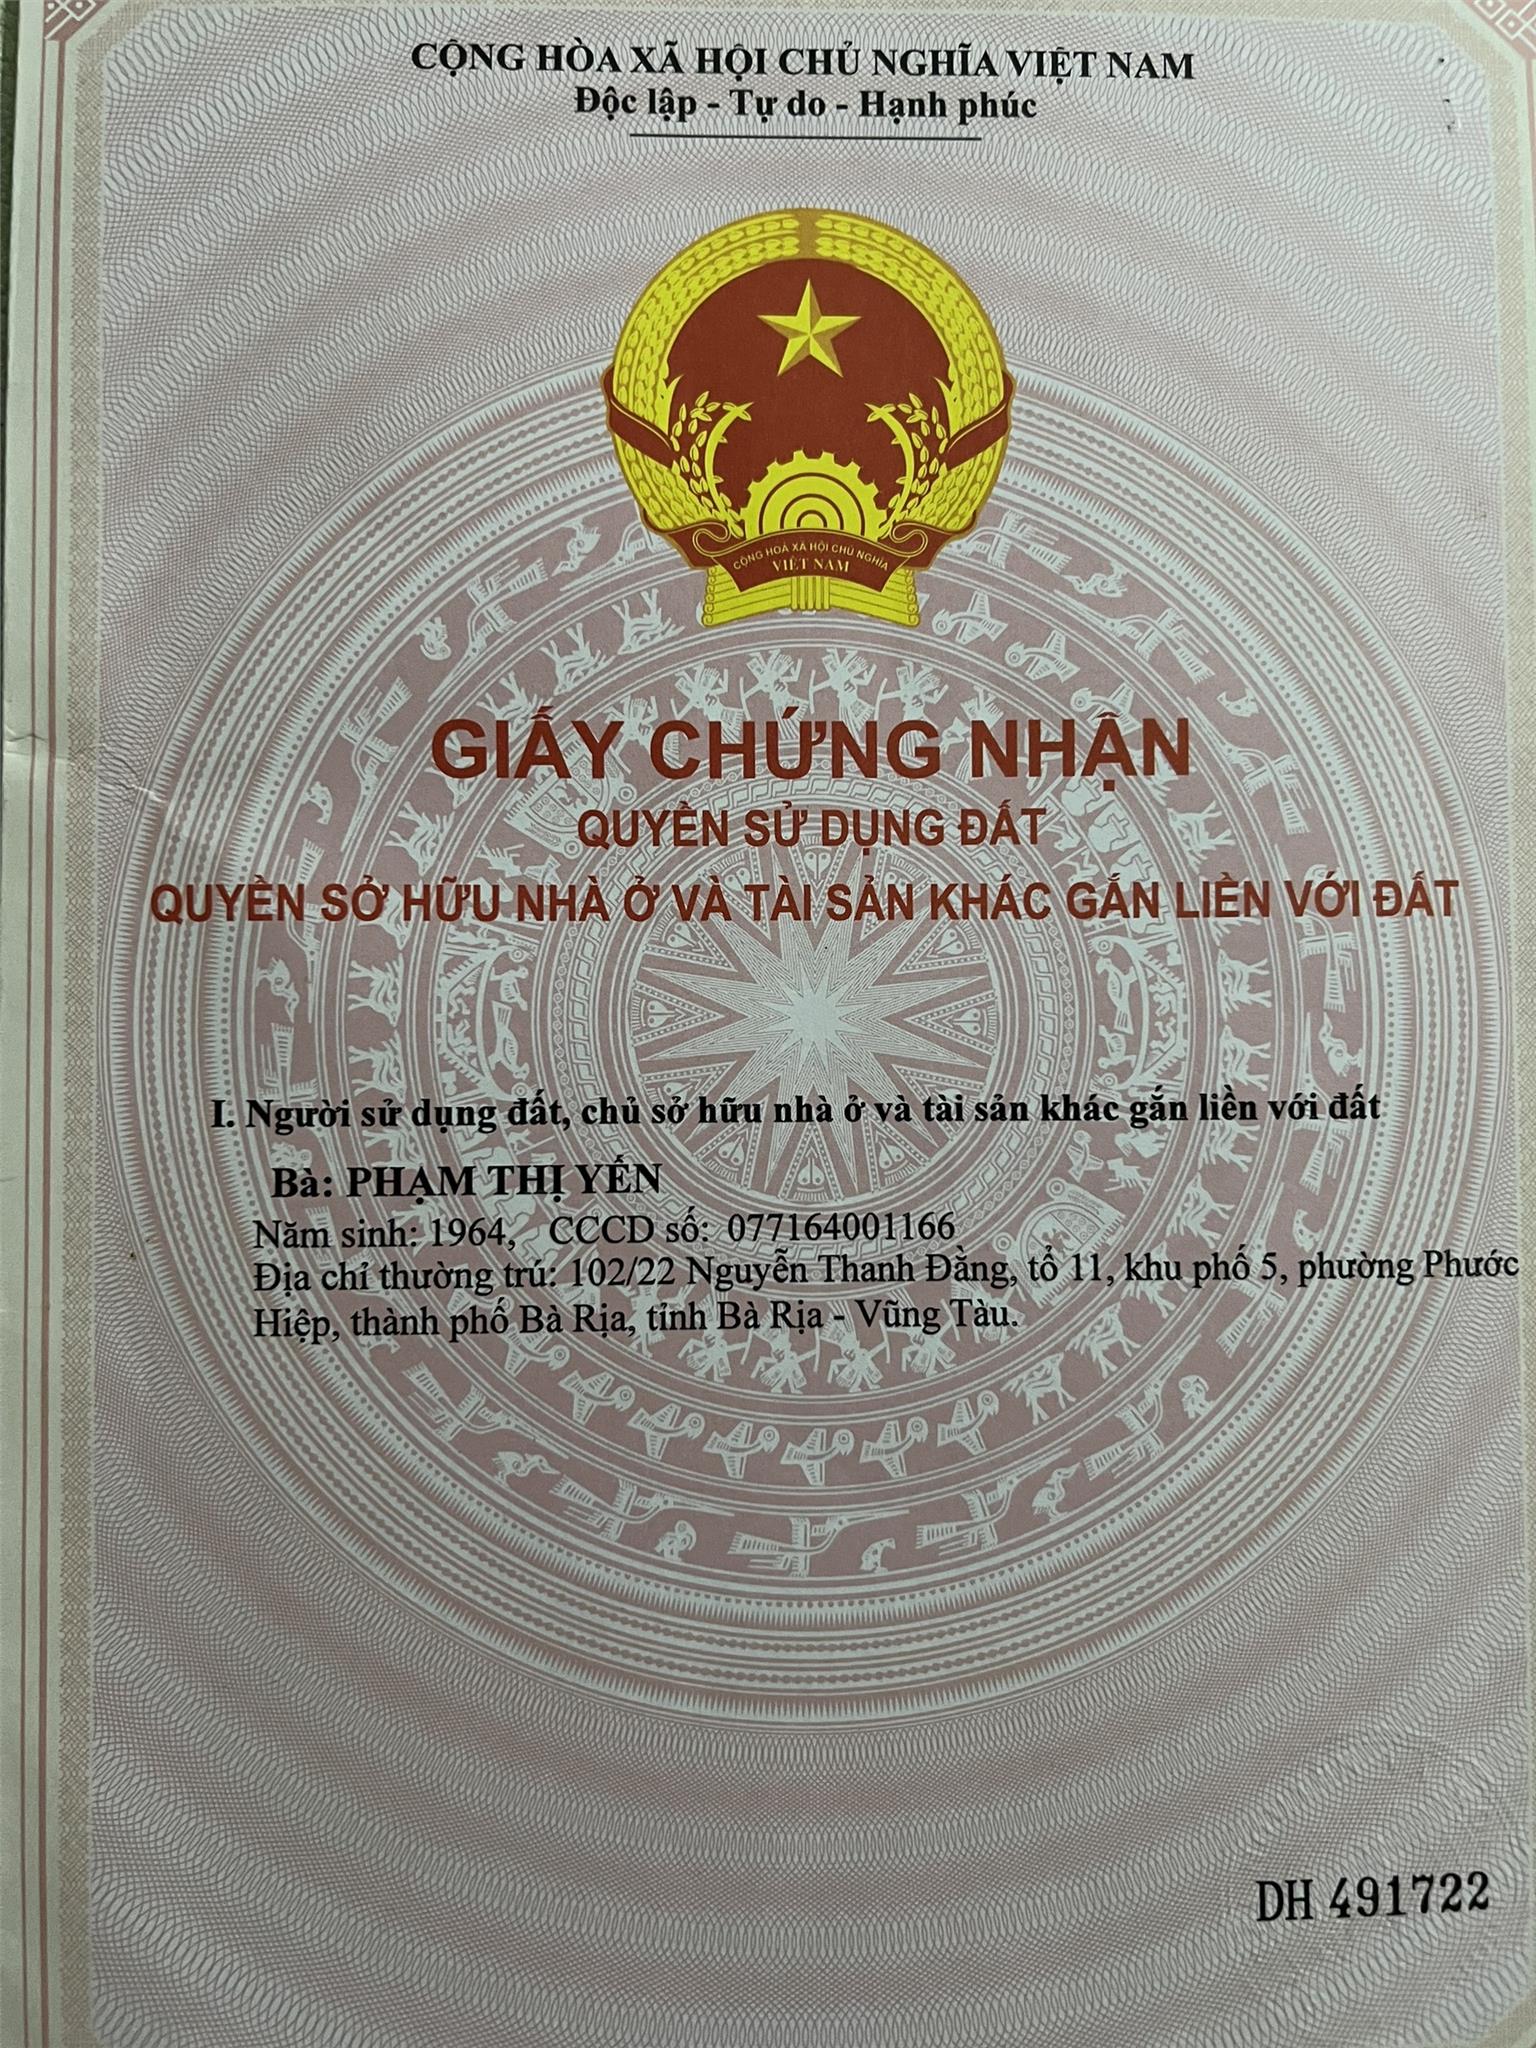 CỘNG HÒA XÃ HỘI CHỦ NGHĨA VIỆT NAM
Độc lập - Tự do - Hạnh phúc
CỘNG HOÀ XÃ HỘI CHỦ NGHĨA
VIỆT NAM
GIẤY CHỨNG NHẬN
QUYỀN SỬ DỤNG ĐẤT
QUYỀN SỞ HỮU NHÀ Ở VÀ TÀI SẢN KHÁC GẮN LIỀN VỚI ĐẤT
I. Người sử dụng đất, chủ sở hữu nhà ở và tài sản khác gắn liền với đất
Bà: PHẠM THỊ YẾN
Năm sinh: 1964, CCCD số: 077164001166
Địa chỉ thường trú: 102/22 Nguyễn Thanh Đằng, tổ 11, khu phố 5, phường Phước
Hiệp, thành phố Bà Rịa, tỉnh Bà Rịa - Vũng Tàu.
DH 491722